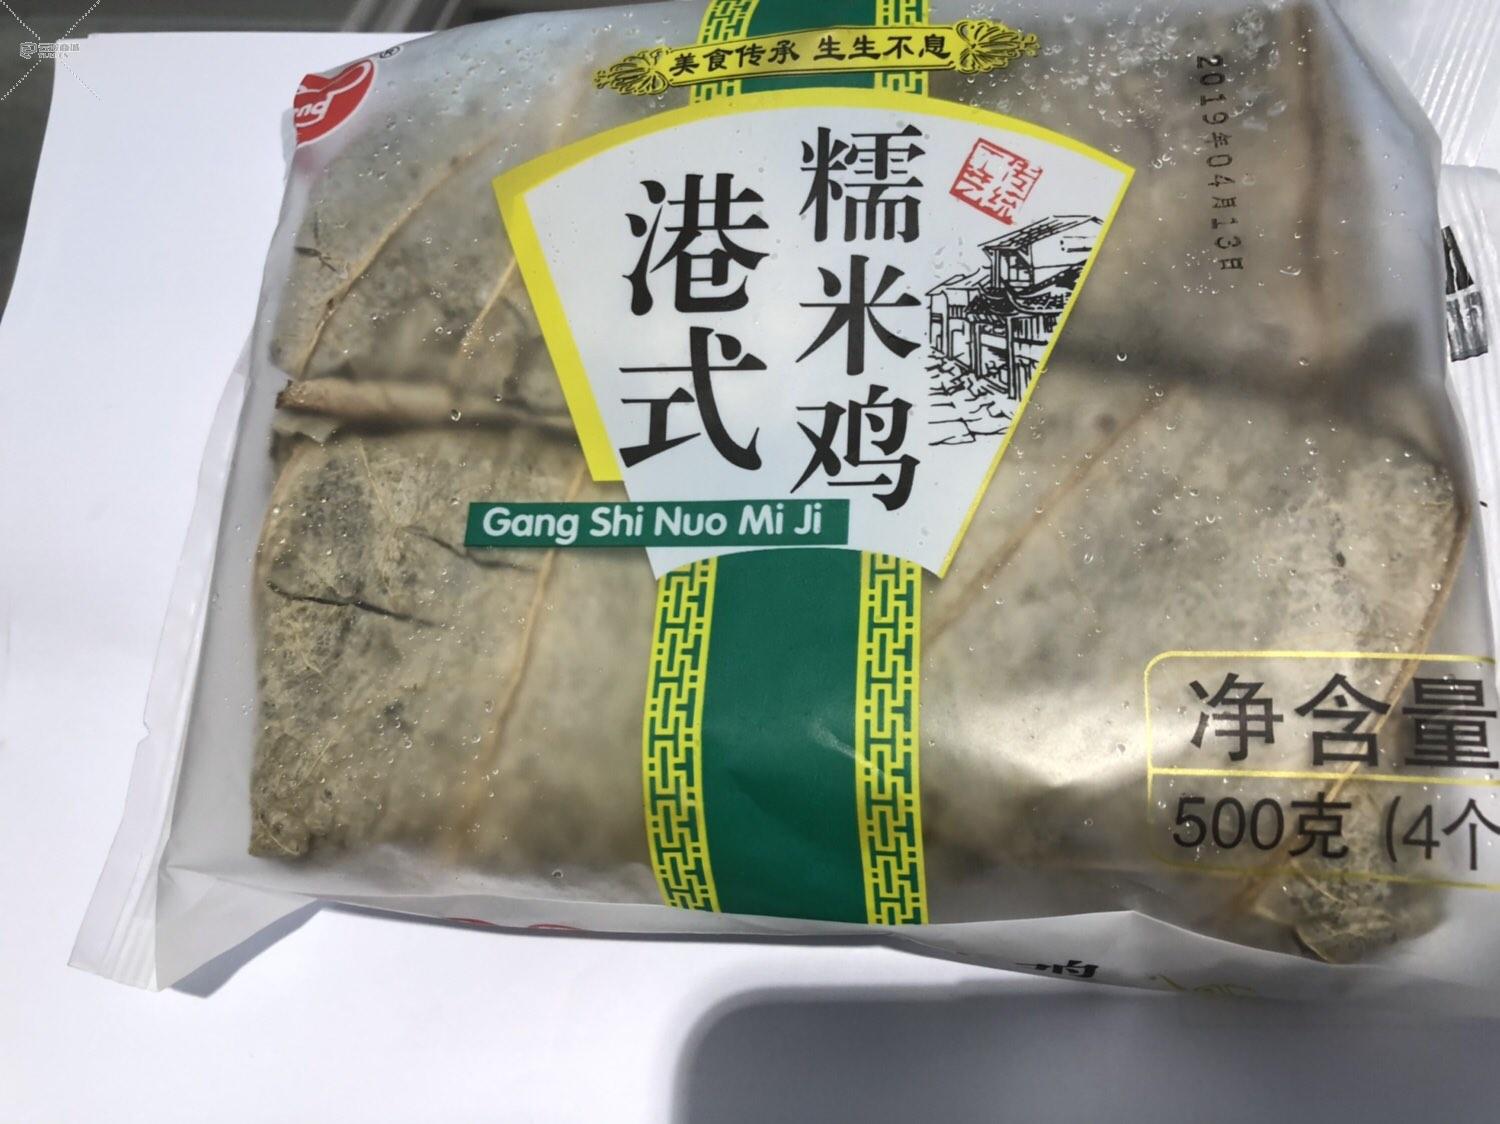 美食传承 生生不息
2019年04月13日
糯米鸡
港式
Gang Shi Nuo Mi Ji
净含量
500克 (4个